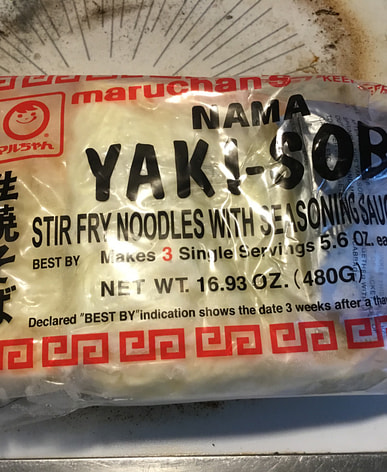 maruchan
KEEP
マルちゃん
NAMA
YAKI-SOB
生焼そば
STIR FRY NOODLES WITH SEASONING SAUC
BEST BY Makes 3 Single Servings 5.6 OZ. ea
NET WT. 16.93 OZ. (480G)
Declared "BEST BY" indication shows the date 3 weeks after a tha